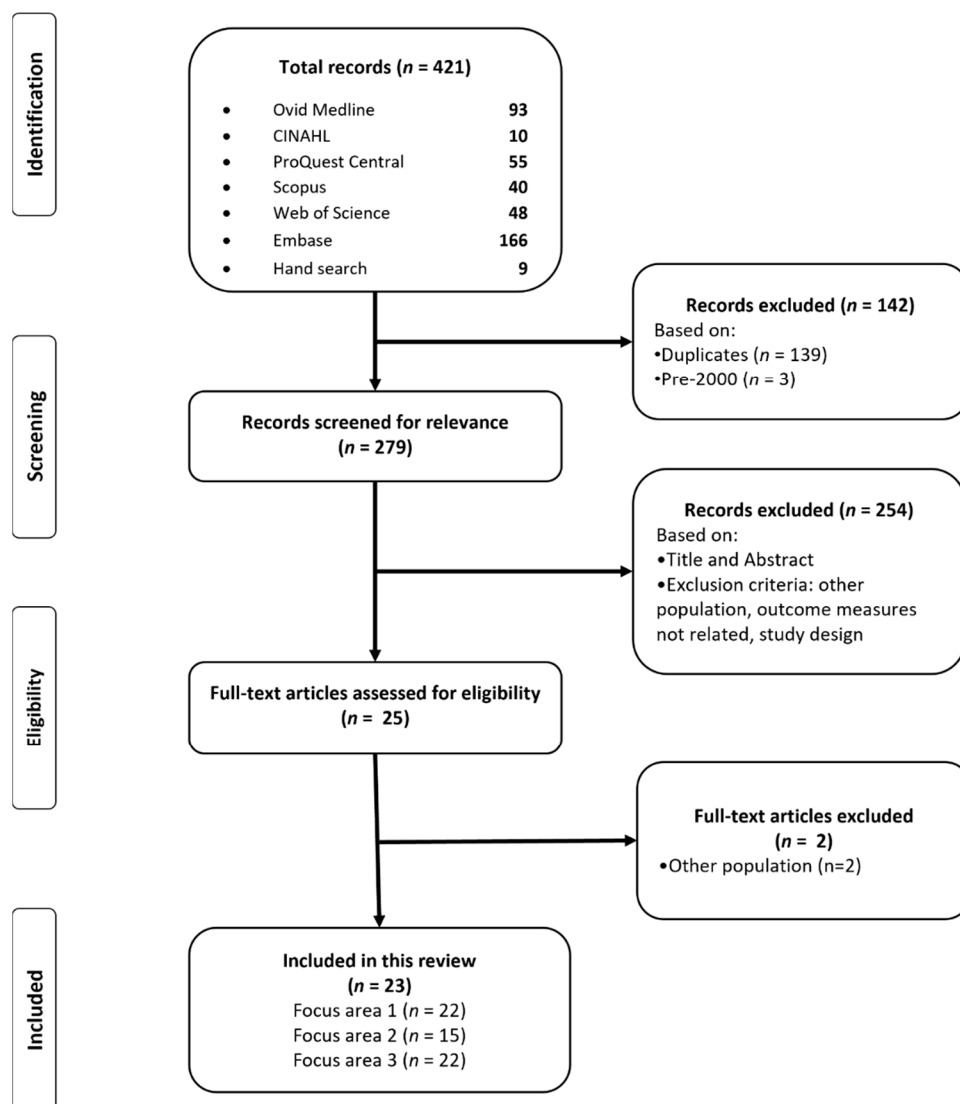 Identification
Total records (n = 421)
• Ovid Medline 93
• CINAHL 10
• ProQuest Central 55
• Scopus 40
• Web of Science 48
• Embase 166
• Hand search 9
Records excluded (n = 142)
Based on:
•Duplicates (n = 139)
•Pre-2000 (n = 3)
Screening
Records screened for relevance
(n = 279)
Records excluded (n = 254)
Based on:
•Title and Abstract
•Exclusion criteria: other
population, outcome measures
not related, study design
Eligibility
Full-text articles assessed for eligibility
(n = 25)
Full-text articles excluded
(n = 2)
•Other population (n=2)
Included
Included in this review
(n = 23)
Focus area 1 (n = 22)
Focus area 2 (n = 15)
Focus area 3 (n = 22)